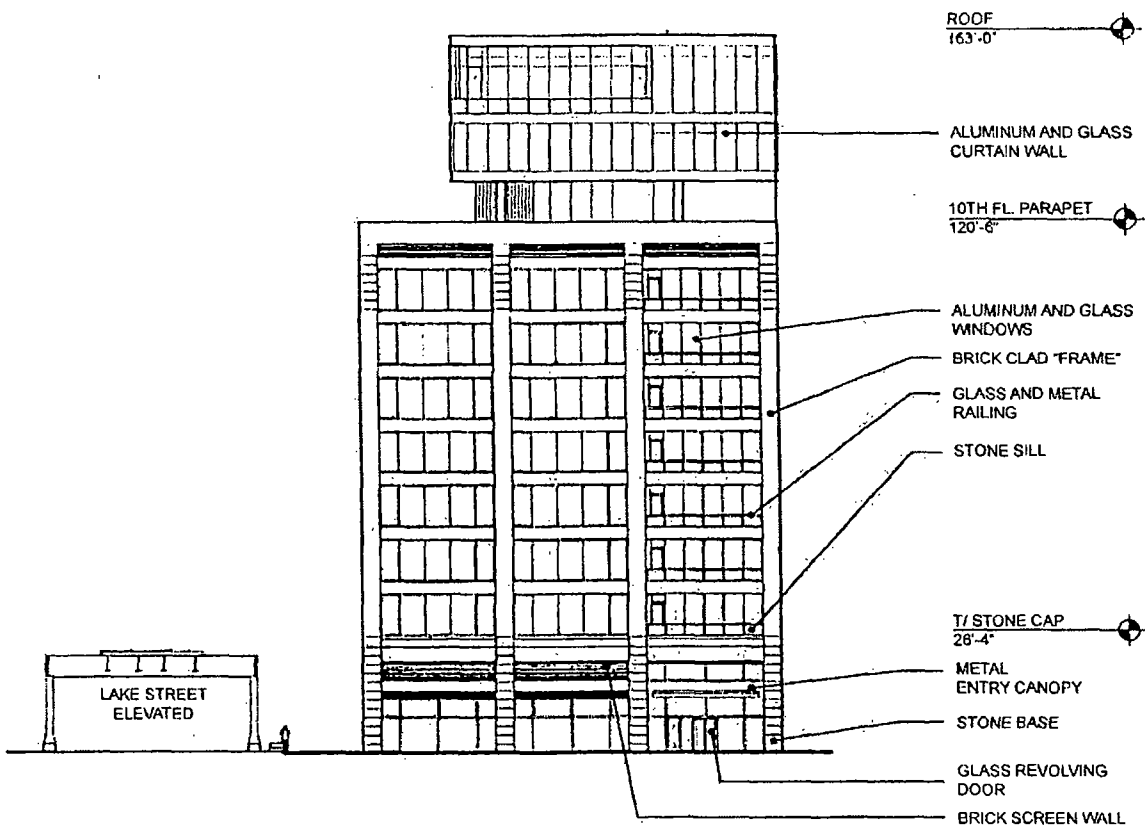 ROOF
163'-0"
ALUMINUM AND GLASS
CURTAIN WALL
10TH FL. PARAPET
120'-6"
ALUMINUM AND GLASS
WINDOWS
BRICK CLAD "FRAME"
GLASS AND METAL
RAILING
STONE SILL
T/ STONE CAP
26'-4"
METAL
ENTRY CANOPY
STONE BASE
GLASS REVOLVING
DOOR
BRICK SCREEN WALL
LAKE STREET
ELEVATED